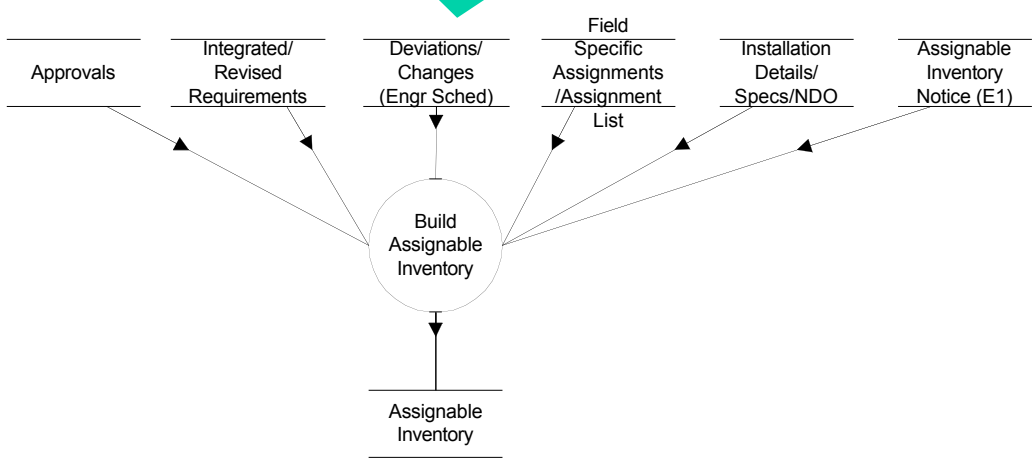 Approvals
Integrated/
Revised
Requirements
Deviations/
Changes
(Engr Sched)
Field
Specific
Assignments
/Assignment
List
Installation
Details/
Specs/NDO
Assignable
Inventory
Notice (E1)
Build
Assignable
Inventory
Assignable
Inventory